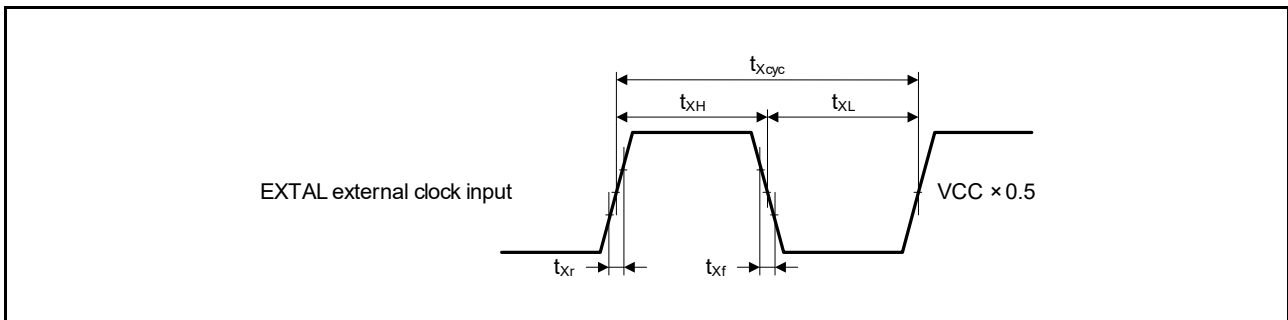 tXcyc
tXH
tXL
EXTAL external clock input
VCC × 0.5
tXr
tXf